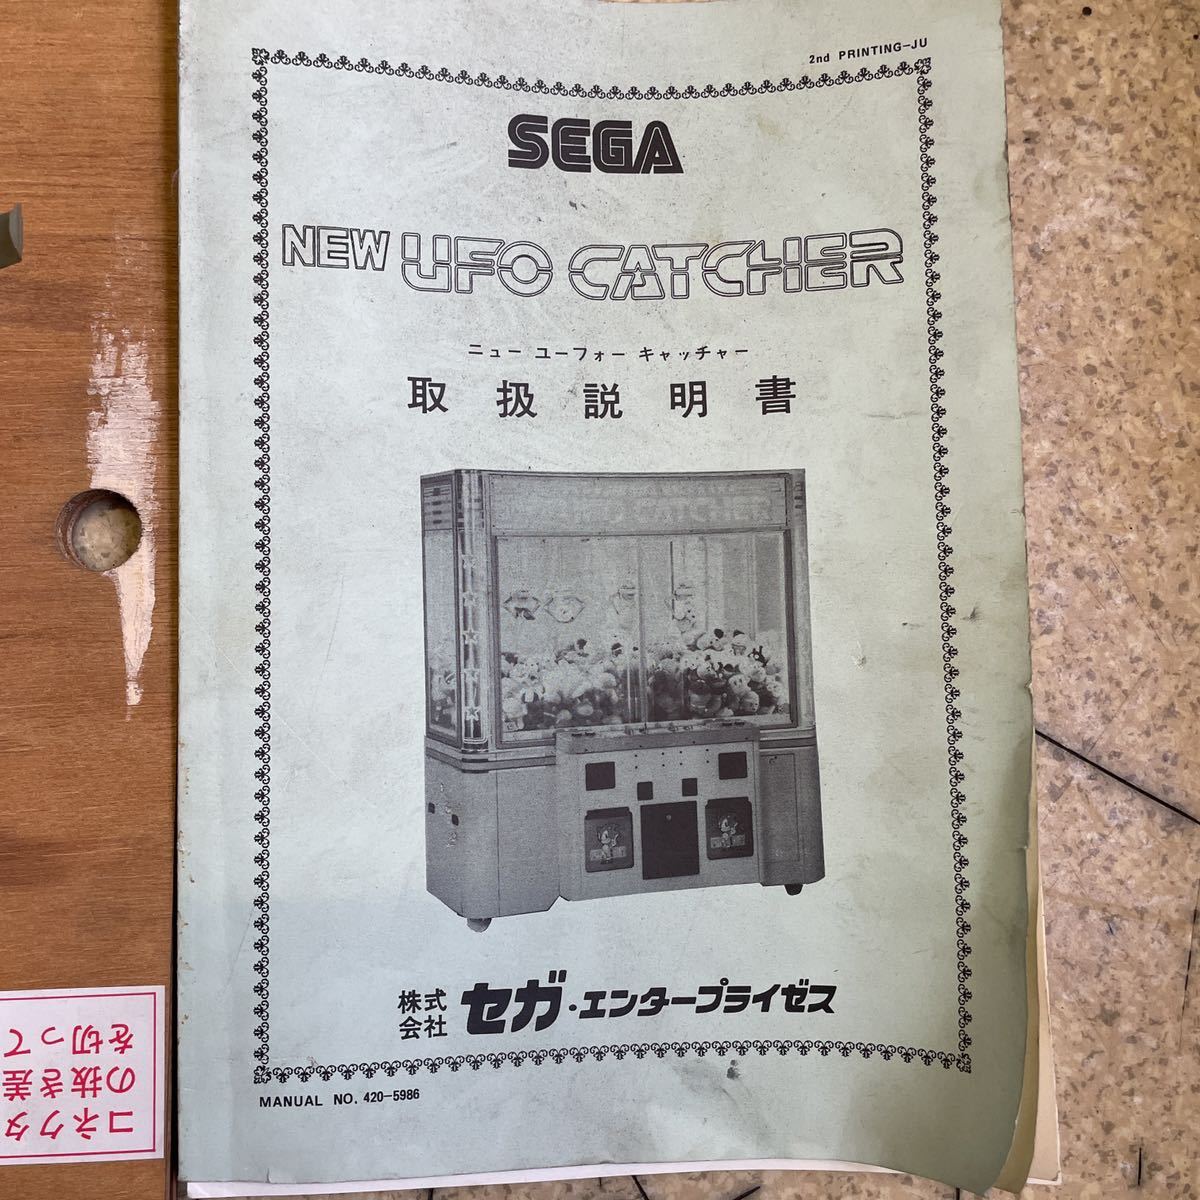 2nd PRINTING-JU
SEGA
NEW UFO CATCHER
ニュー ユーフォー キャッチャー
取扱説明書
株式会社 セガ・エンタープライゼス
MANUAL NO. 420-5986
コネクタ
の抜き差
を切って